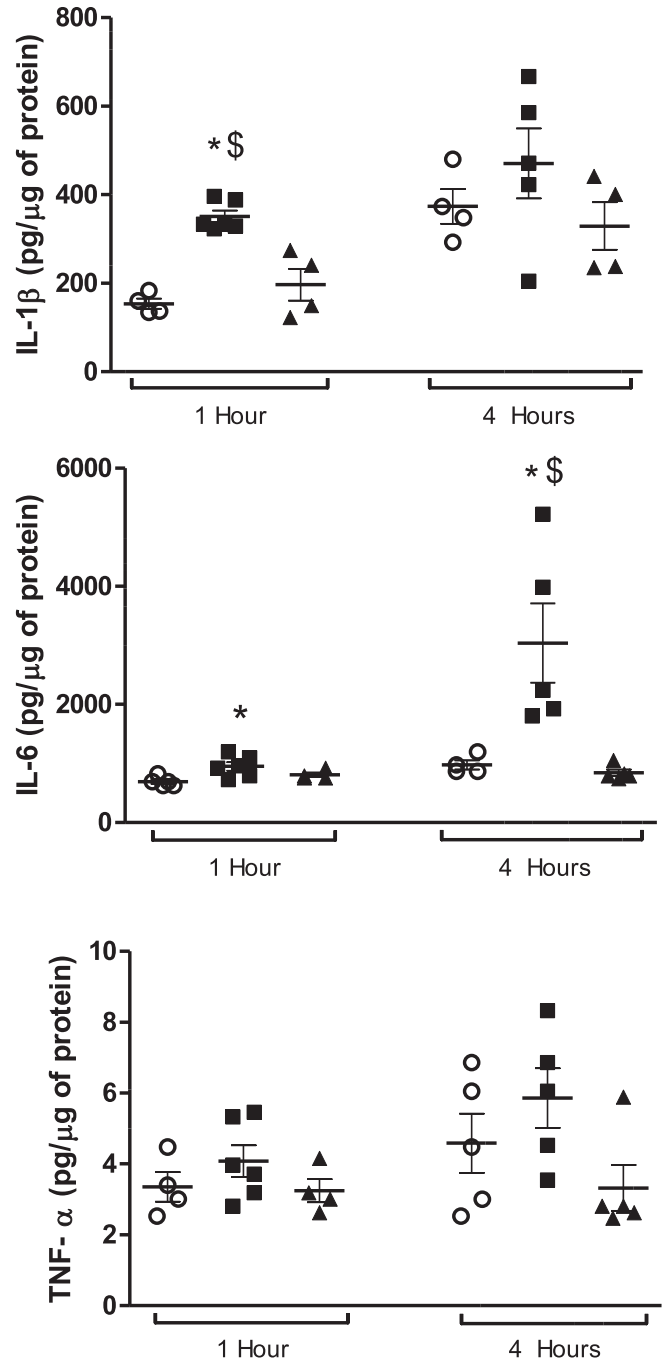 800
600
400
200
0
IL-1β (pg/μg of protein)
* $
1 Hour
4 Hours
6000
4000
2000
0
IL-6 (pg/μg of protein)
*
* $
1 Hour
4 Hours
10
8
6
4
2
0
TNF- α (pg/μg of protein)
1 Hour
4 Hours